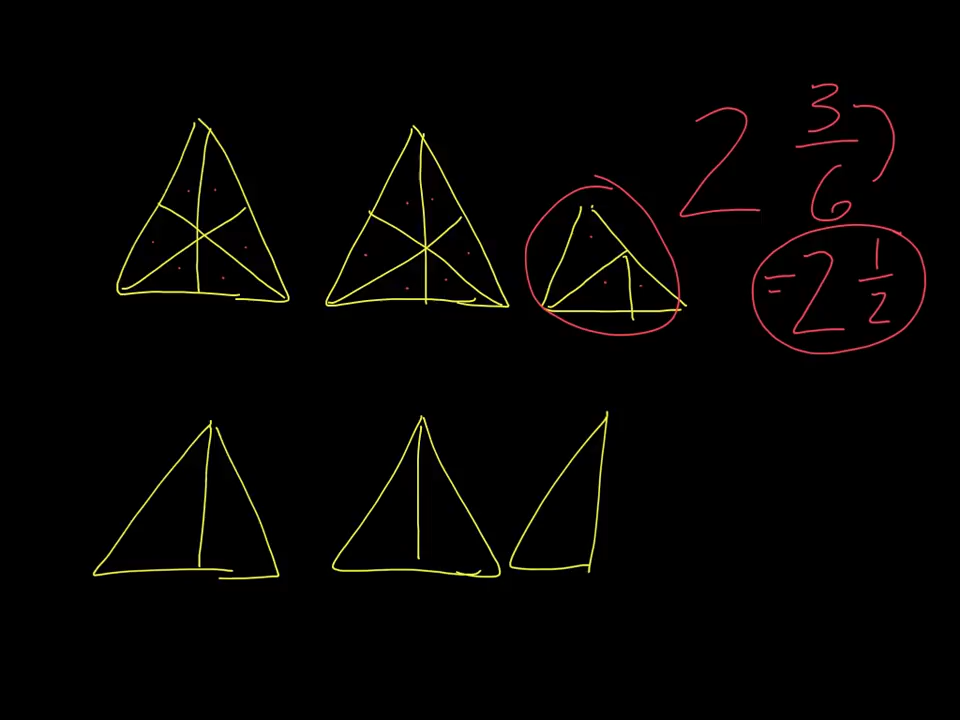 2 3/6
= 2 1/2